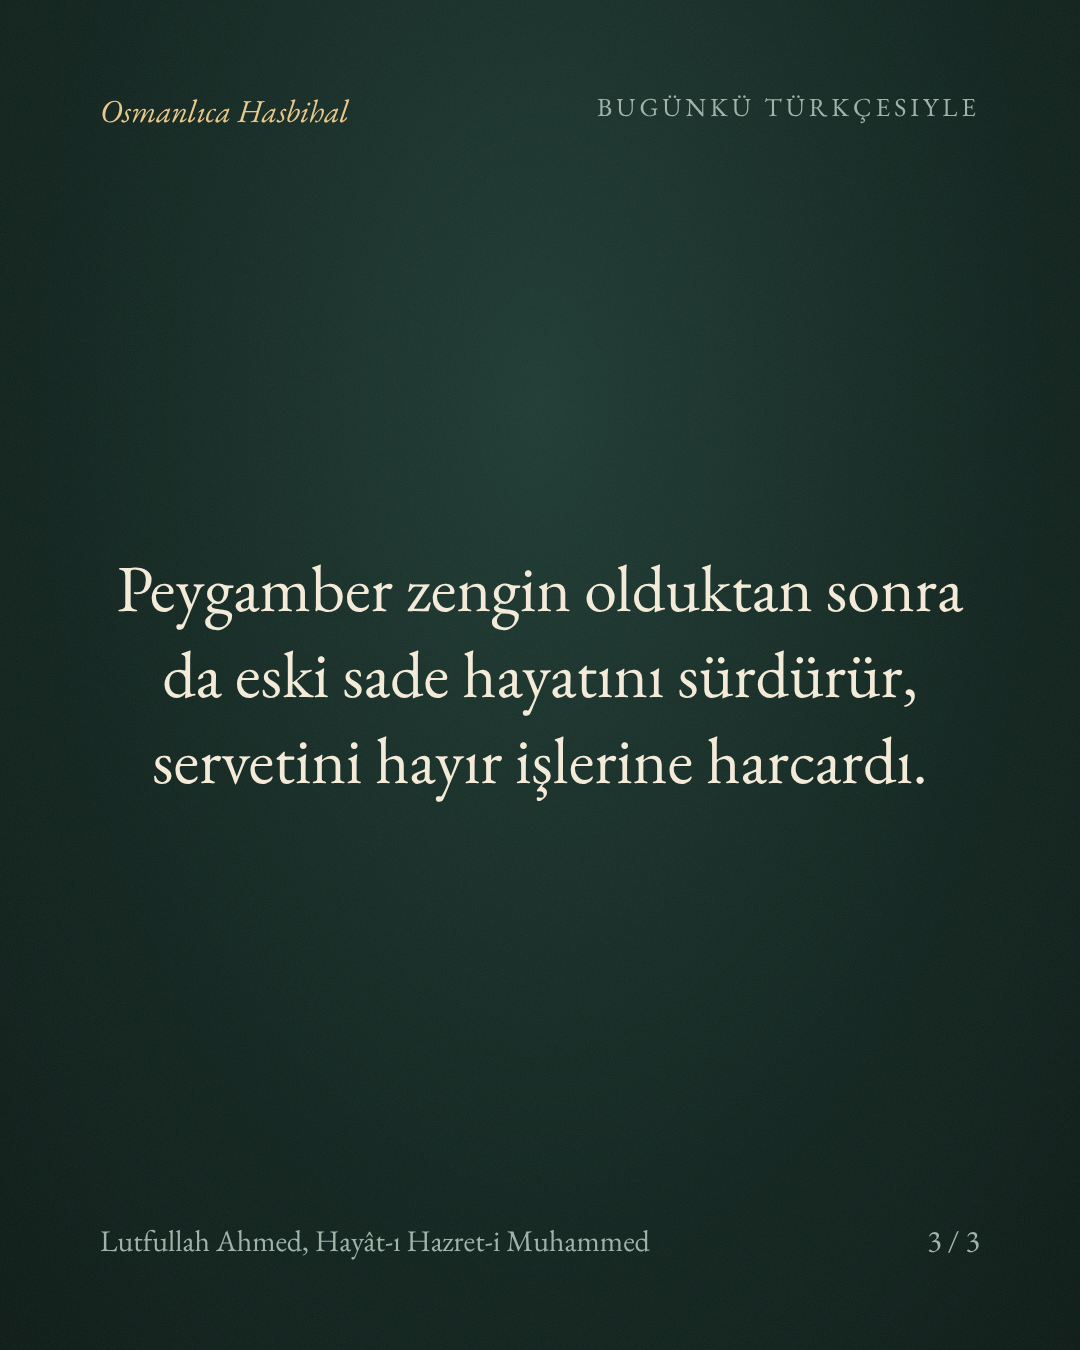 Osmanlıca Hasbihal
BUGÜNKÜ TÜRKÇESIYLE
Peygamber zengin olduktan sonra
da eski sade hayatını sürdürür,
servetini hayır işlerine harcardı.
Lutfullah Ahmed, Hayât-ı Hazret-i Muhammed
3 / 3